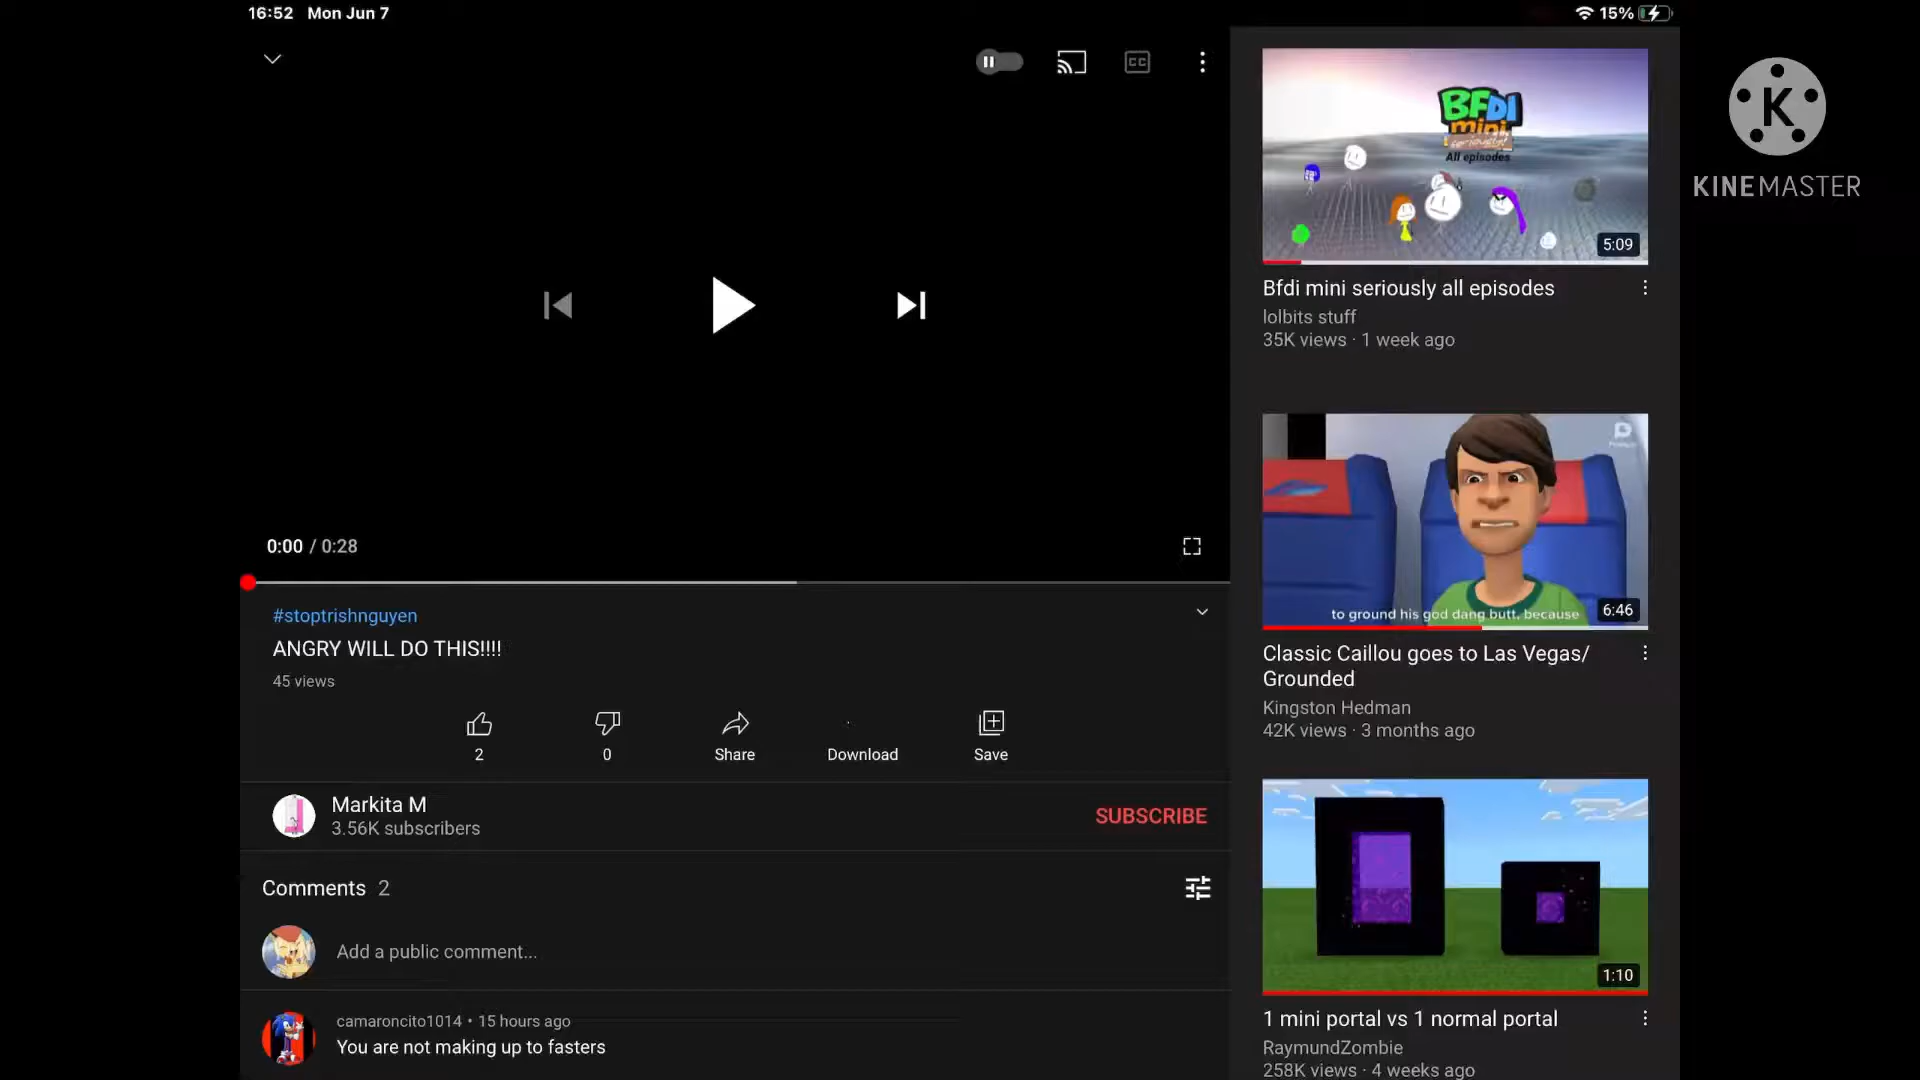 16:52 Mon Jun 7
15%
CC
0:00 / 0:28
#stoptrishnguyen
ANGRY WILL DO THIS!!!!
45 views
2
0
Share
Download
Save
Markita M
3.56K subscribers
SUBSCRIBE
Comments 2
Add a public comment...
camaroncito1014 • 15 hours ago
You are not making up to fasters
BFDI
mini
All episodes
5:09
Bfdi mini seriously all episodes
lolbits stuff
35K views · 1 week ago
to ground his god dang butt, because
6:46
Classic Caillou goes to Las Vegas/
Grounded
Kingston Hedman
42K views · 3 months ago
1:10
1 mini portal vs 1 normal portal
RaymundZombie
258K views · 4 weeks ago
K
KINEMASTER